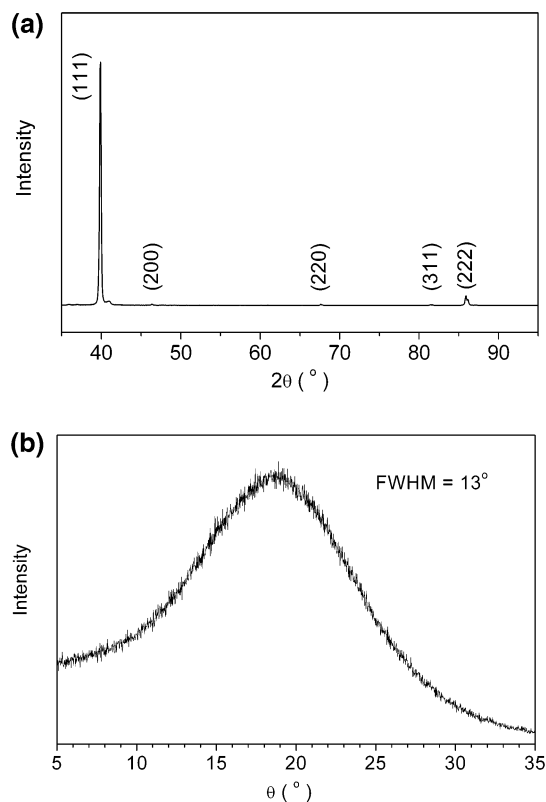 (a)
(111)
(200)
(220)
(311)
(222)
Intensity
40 50 60 70 80 90
2θ ( ° )
(b)
FWHM = 13°
Intensity
5 10 15 20 25 30 35
θ ( ° )